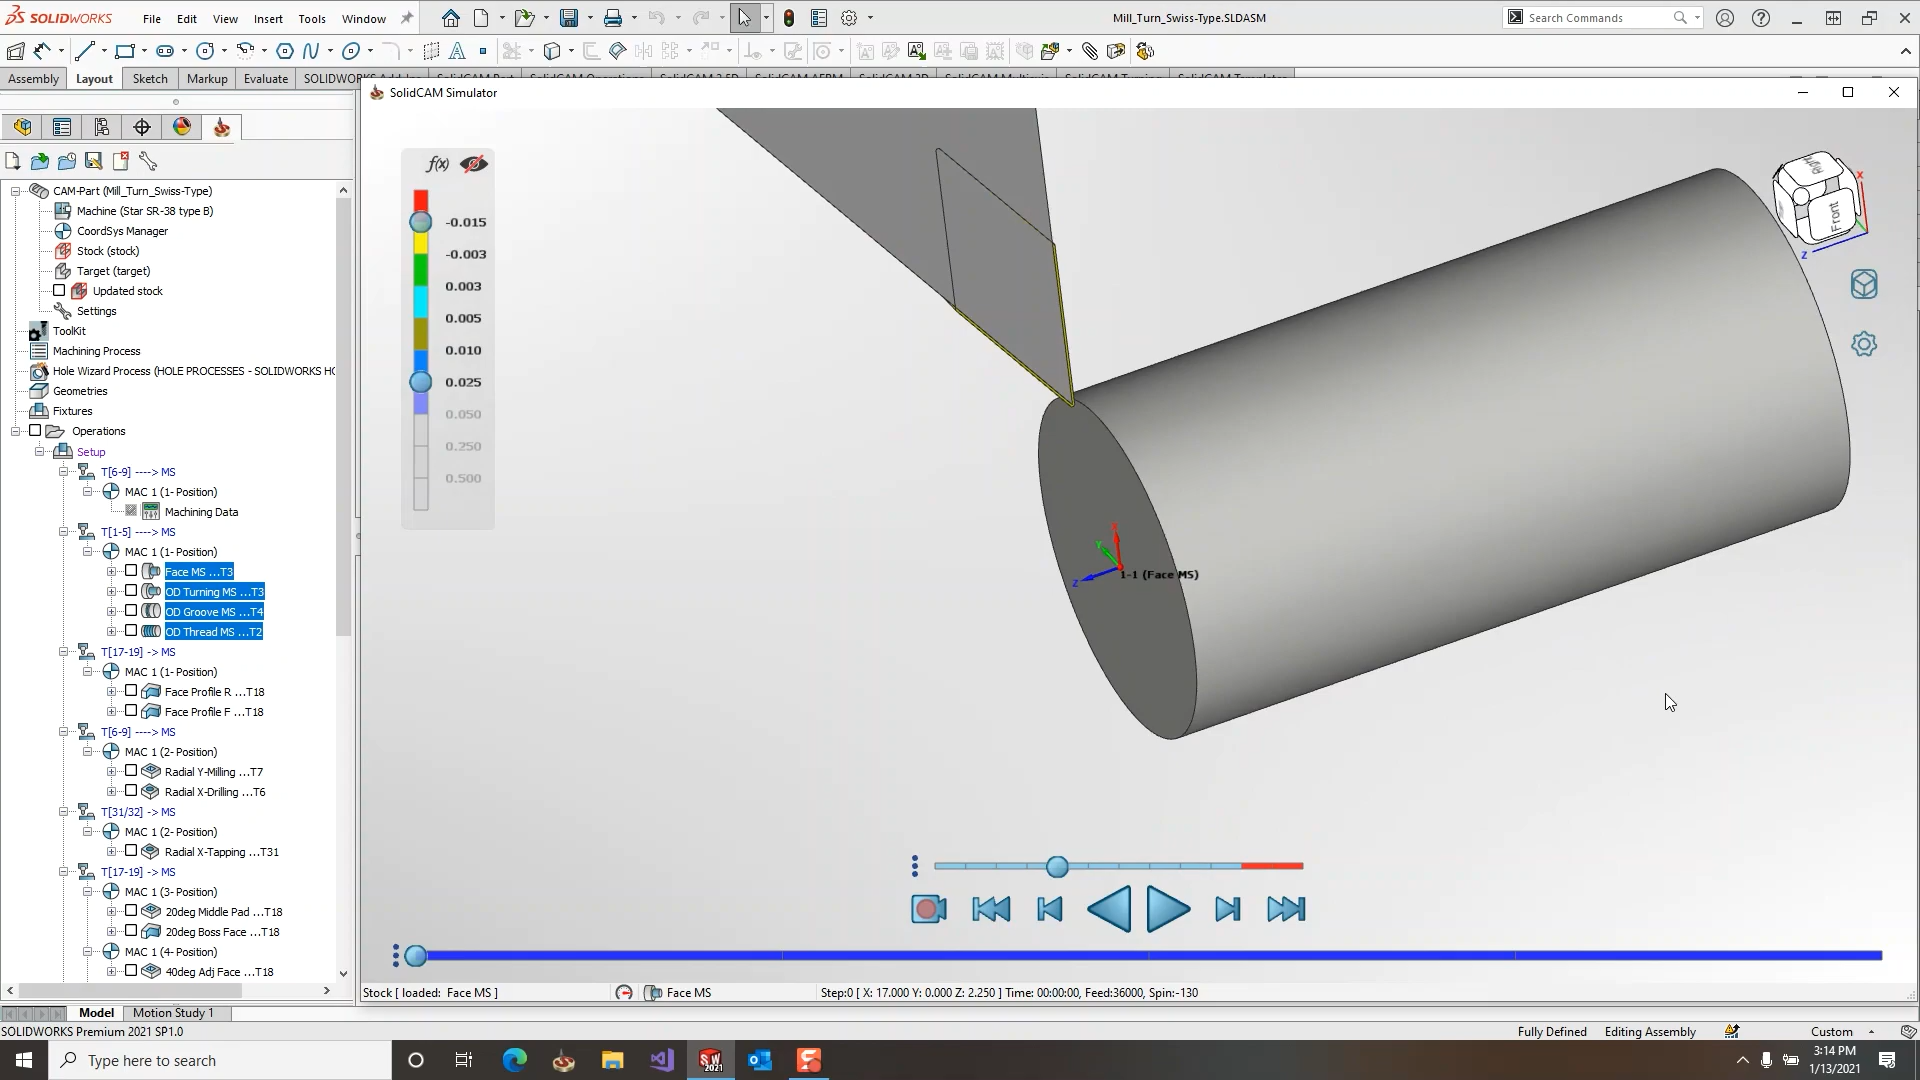 SOLIDWORKS
File
Edit
View
Insert
Tools
Window
Mill_Turn_Swiss-Type.SLDASM
Search Commands
Assembly
Layout
Sketch
Markup
Evaluate
SolidCAM Simulator
CAM-Part (Mill_Turn_Swiss-Type)
Machine (Star SR-38 type B)
CoordSys Manager
Stock (stock)
Target (target)
Updated stock
Settings
ToolKit
Machining Process
Hole Wizard Process (HOLE PROCESSES - SOLIDWORKS HO
Geometries
Fixtures
Operations
Setup
T[6-9] ----> MS
MAC 1 (1- Position)
Machining Data
T[1-5] ----> MS
MAC 1 (1- Position)
Face MS ...T3
OD Turning MS ...T3
OD Groove MS ...T4
OD Thread MS ...T2
T[17-19] -> MS
MAC 1 (1- Position)
Face Profile R ...T18
Face Profile F ...T18
T[6-9] ----> MS
MAC 1 (2- Position)
Radial Y-Milling ...T7
Radial X-Drilling ...T6
T[31/32] -> MS
MAC 1 (2- Position)
Radial X-Tapping ...T31
T[17-19] -> MS
MAC 1 (3- Position)
20deg Middle Pad ...T18
20deg Boss Face ...T18
MAC 1 (4- Position)
40deg Adj Face ...T18
f(x)
-0.015
-0.003
0.003
0.005
0.010
0.025
0.050
0.250
0.500
Right
Front
X
Z
X
Y
Z
1-1 (Face MS)
Stock [ loaded: Face MS ]
Face MS
Step:0 [ X: 17.000 Y: 0.000 Z: 2.250 ] Time: 00:00:00, Feed:36000, Spin:-130
Model
Motion Study 1
SOLIDWORKS Premium 2021 SP1.0
Fully Defined
Editing Assembly
Custom
Type here to search
SW
2021
3:14 PM
1/13/2021